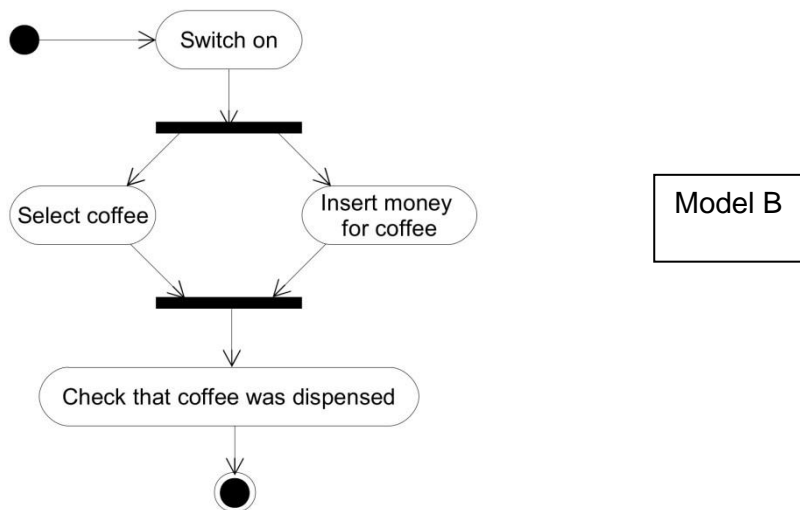 Switch on
Select coffee
Insert money
for coffee
Model B
Check that coffee was dispensed